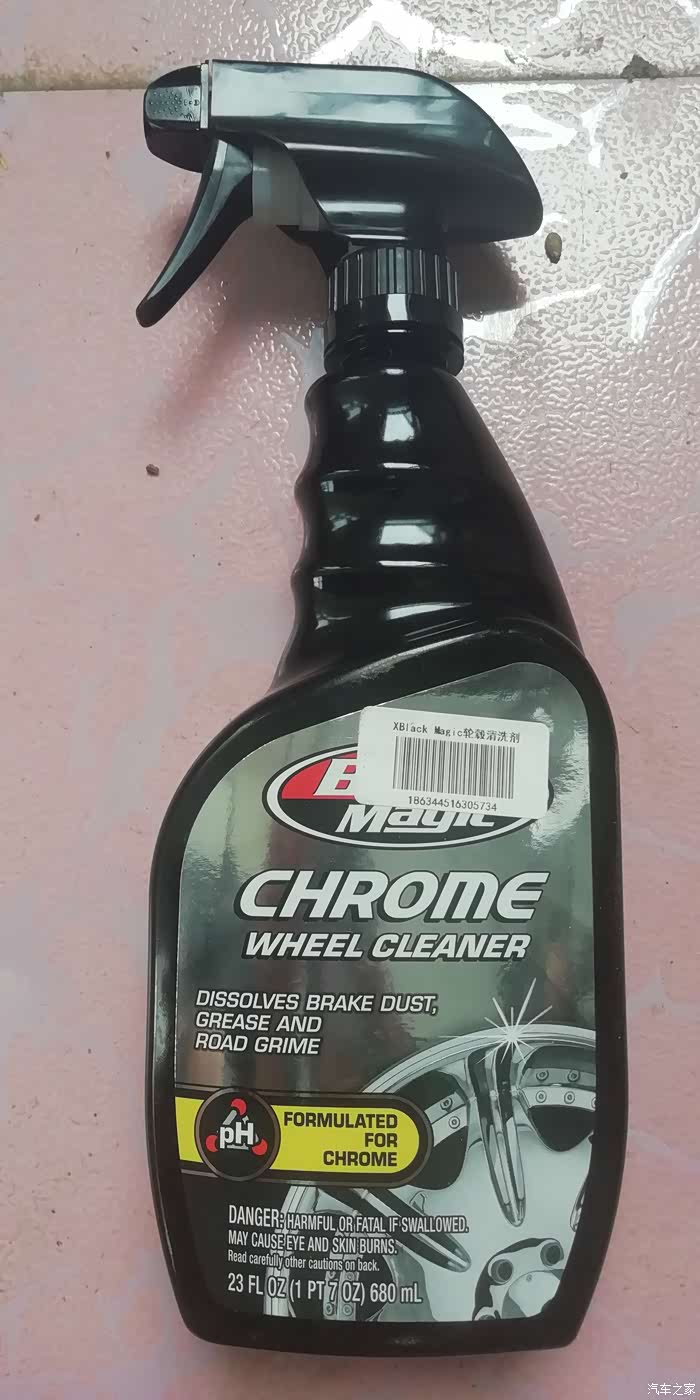 XBlack Magic轮毂清洗剂
186344516305734
Magic
CHROME
WHEEL CLEANER
DISSOLVES BRAKE DUST,
GREASE AND
ROAD GRIME
pH
FORMULATED
FOR
CHROME
DANGER: HARMFUL OR FATAL IF SWALLOWED.
MAY CAUSE EYE AND SKIN BURNS.
Read carefully other cautions on back.
23 FL OZ (1 PT 7 OZ) 680 mL
汽车之家